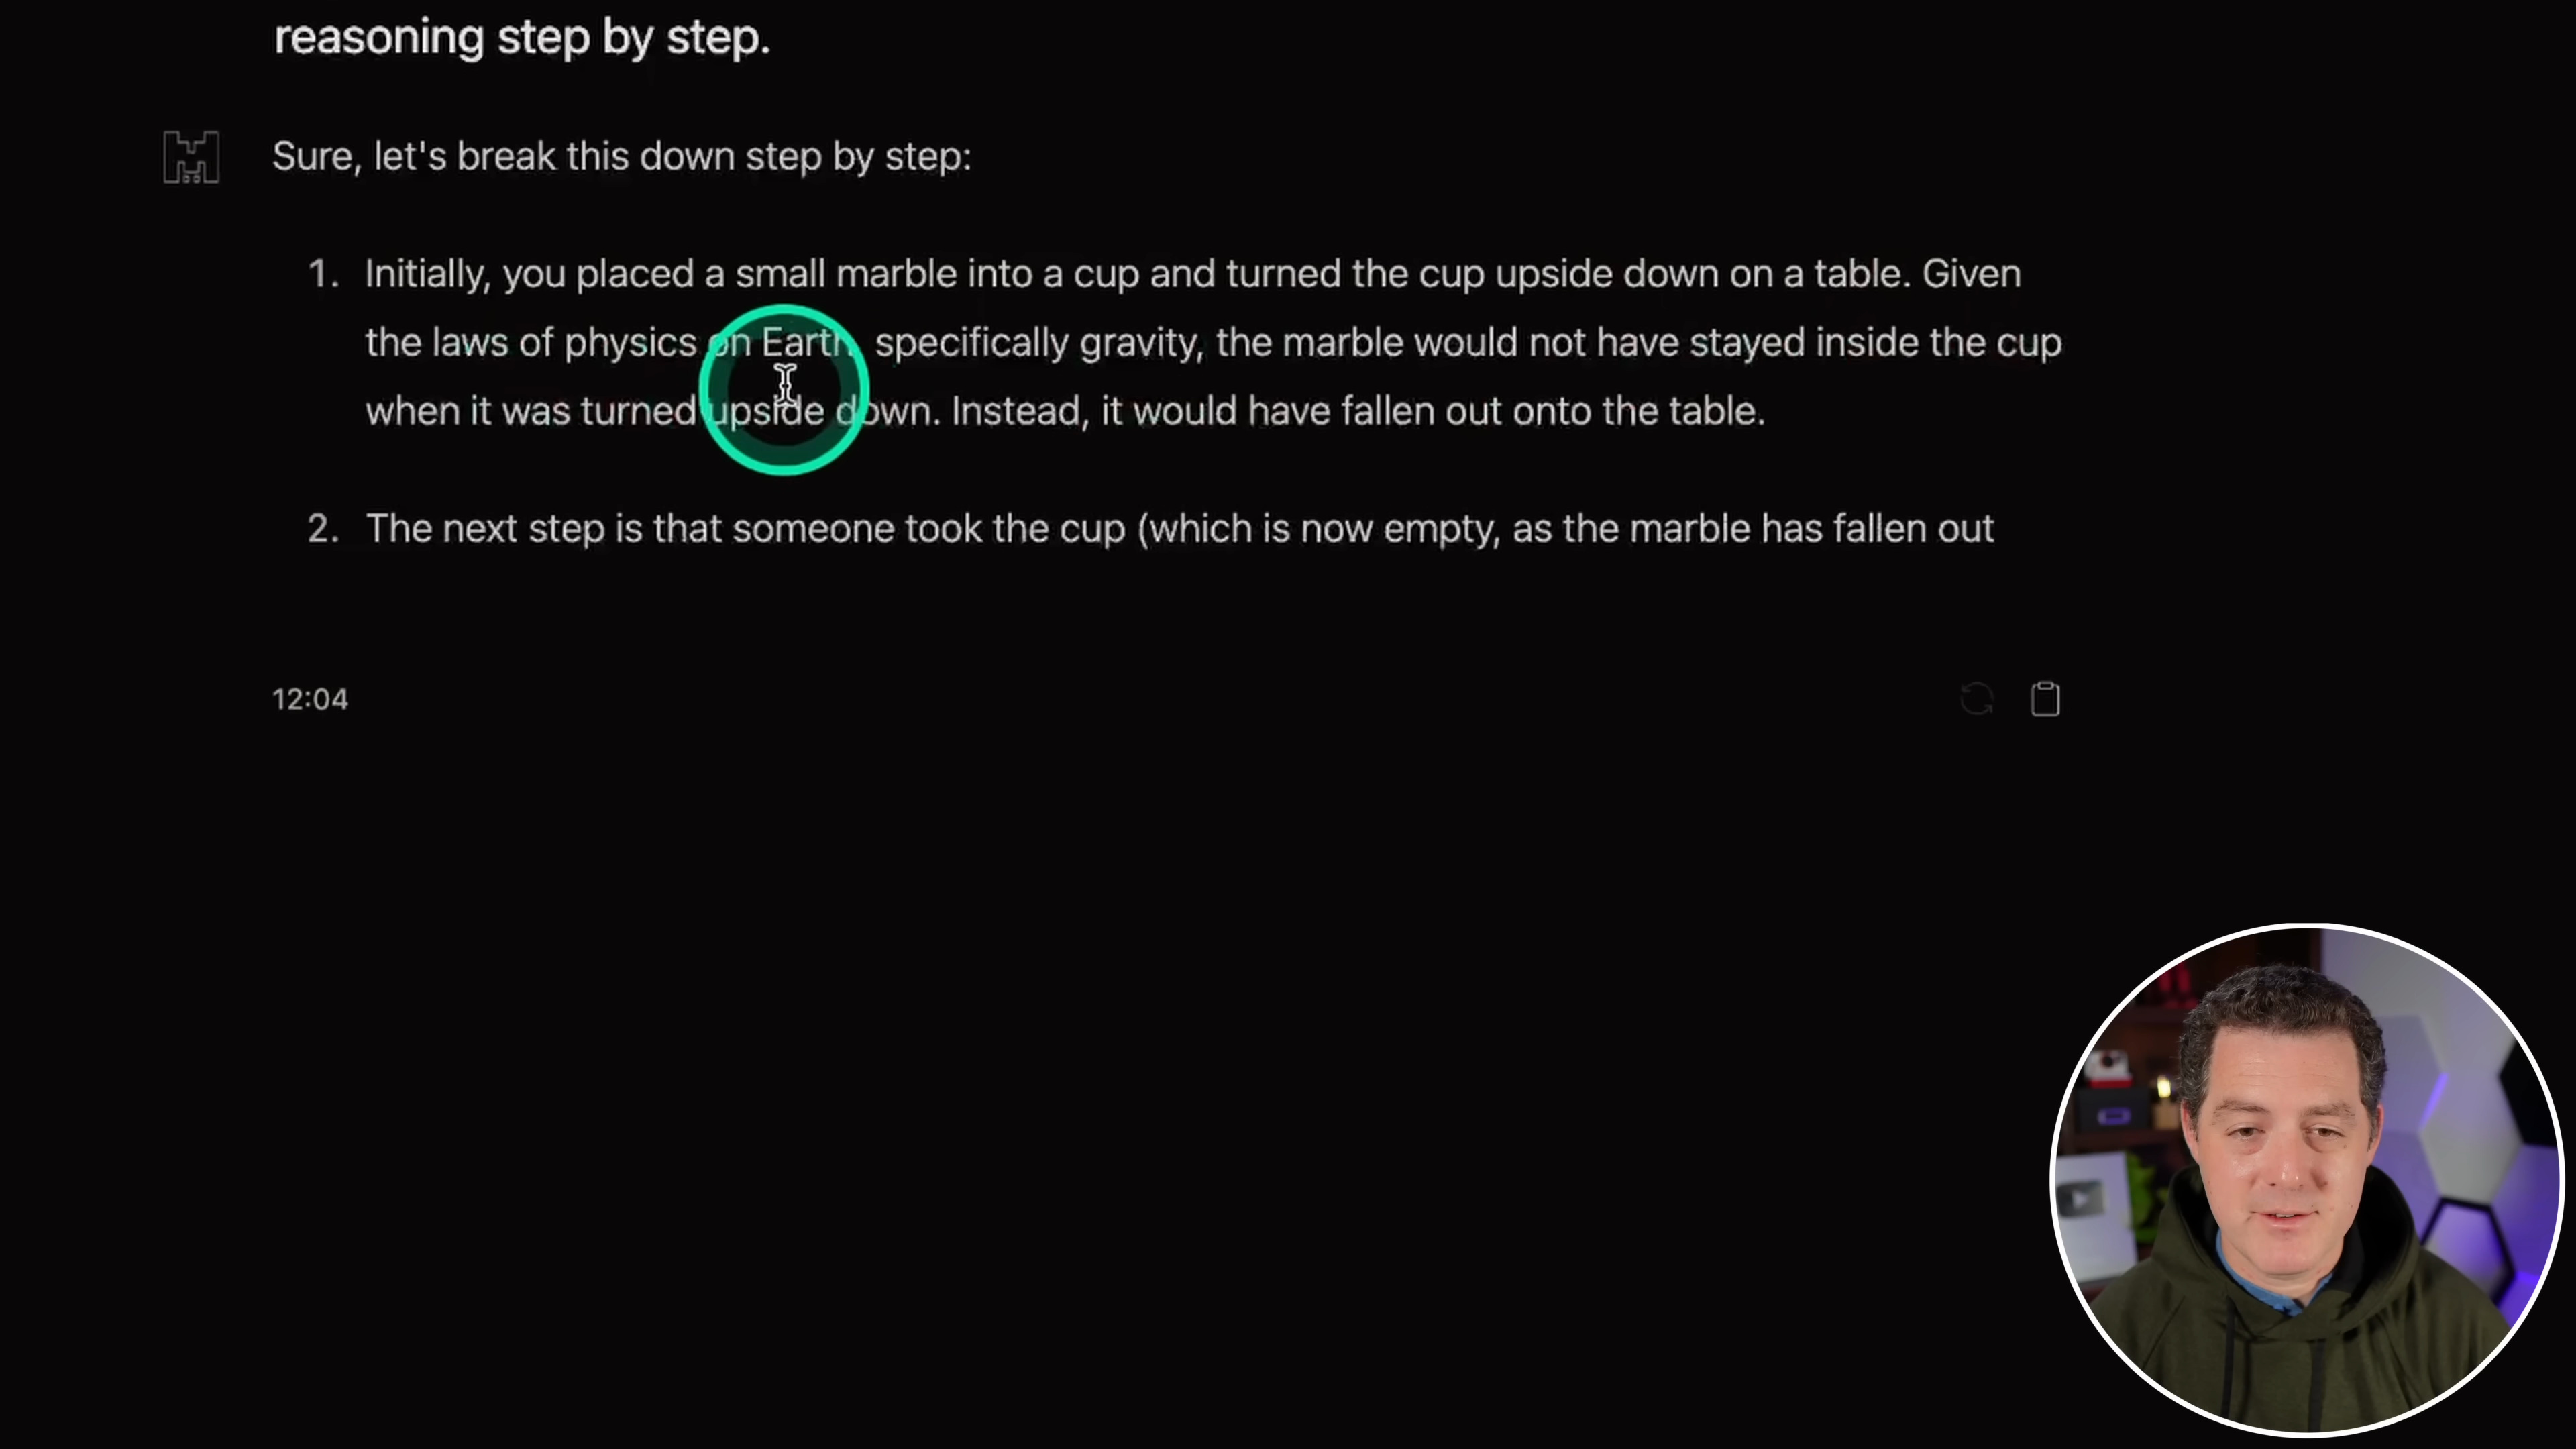 reasoning step by step.
Sure, let's break this down step by step:
1. Initially, you placed a small marble into a cup and turned the cup upside down on a table. Given
the laws of physics on Earth, specifically gravity, the marble would not have stayed inside the cup
when it was turned upside down. Instead, it would have fallen out onto the table.
2. The next step is that someone took the cup (which is now empty, as the marble has fallen out
12:04